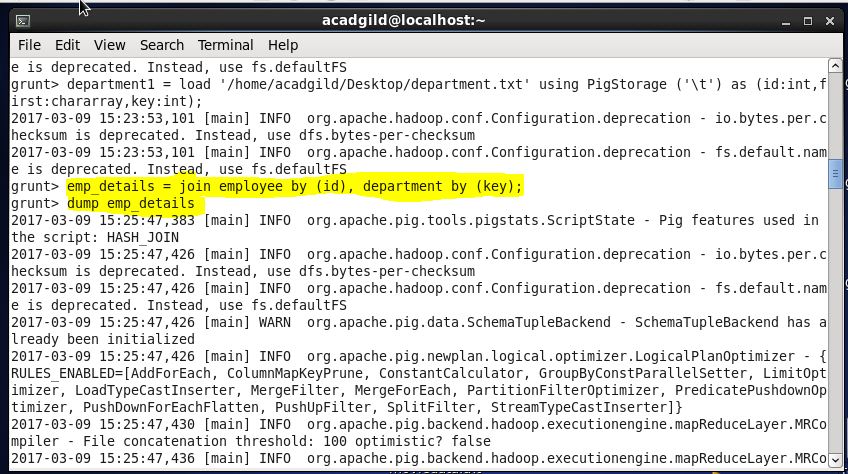 acadgild@localhost:~
File Edit View Search Terminal Help
e is deprecated. Instead, use fs.defaultFS
grunt> department1 = load '/home/acadgild/Desktop/department.txt' using PigStorage ('\t') as (id:int,f
irst:chararray,key:int);
2017-03-09 15:23:53,101 [main] INFO  org.apache.hadoop.conf.Configuration.deprecation - io.bytes.per.c
hecksum is deprecated. Instead, use dfs.bytes-per-checksum
2017-03-09 15:23:53,101 [main] INFO  org.apache.hadoop.conf.Configuration.deprecation - fs.default.nam
e is deprecated. Instead, use fs.defaultFS
grunt> emp_details = join employee by (id), department by (key);
grunt> dump emp_details
2017-03-09 15:25:47,383 [main] INFO  org.apache.pig.tools.pigstats.ScriptState - Pig features used in
the script: HASH_JOIN
2017-03-09 15:25:47,426 [main] INFO  org.apache.hadoop.conf.Configuration.deprecation - io.bytes.per.c
hecksum is deprecated. Instead, use dfs.bytes-per-checksum
2017-03-09 15:25:47,426 [main] INFO  org.apache.hadoop.conf.Configuration.deprecation - fs.default.nam
e is deprecated. Instead, use fs.defaultFS
2017-03-09 15:25:47,426 [main] WARN  org.apache.pig.data.SchemaTupleBackend - SchemaTupleBackend has a
lready been initialized
2017-03-09 15:25:47,426 [main] INFO  org.apache.pig.newplan.logical.optimizer.LogicalPlanOptimizer - {
RULES_ENABLED=[AddForEach, ColumnMapKeyPrune, ConstantCalculator, GroupByConstParallelSetter, LimitOpt
imizer, LoadTypeCastInserter, MergeFilter, MergeForEach, PartitionFilterOptimizer, PredicatePushdownOp
timizer, PushDownForEachFlatten, PushUpFilter, SplitFilter, StreamTypeCastInserter]}
2017-03-09 15:25:47,430 [main] INFO  org.apache.pig.backend.hadoop.executionengine.mapReduceLayer.MRCo
mpiler - File concatenation threshold: 100 optimistic? false
2017-03-09 15:25:47,436 [main] INFO  org.apache.pig.backend.hadoop.executionengine.mapReduceLayer.MRCo